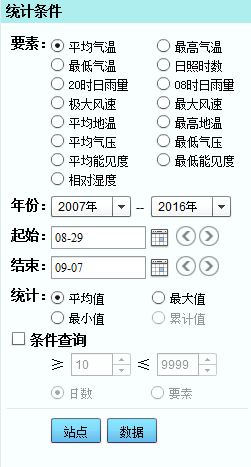 统计条件
要素: 平均气温 最高气温
最低气温 日照时数
20时日雨量 08时日雨量
极大风速 最大风速
平均地温 最高地温
平均气压 最低气压
平均能见度 最低能见度
相对湿度
年份: 2007年 -- 2016年
起始: 08-29
结束: 09-07
统计: 平均值 最大值
最小值 累计值
条件查询
≥ 10 ≤ 9999
日数 要素
站点 数据